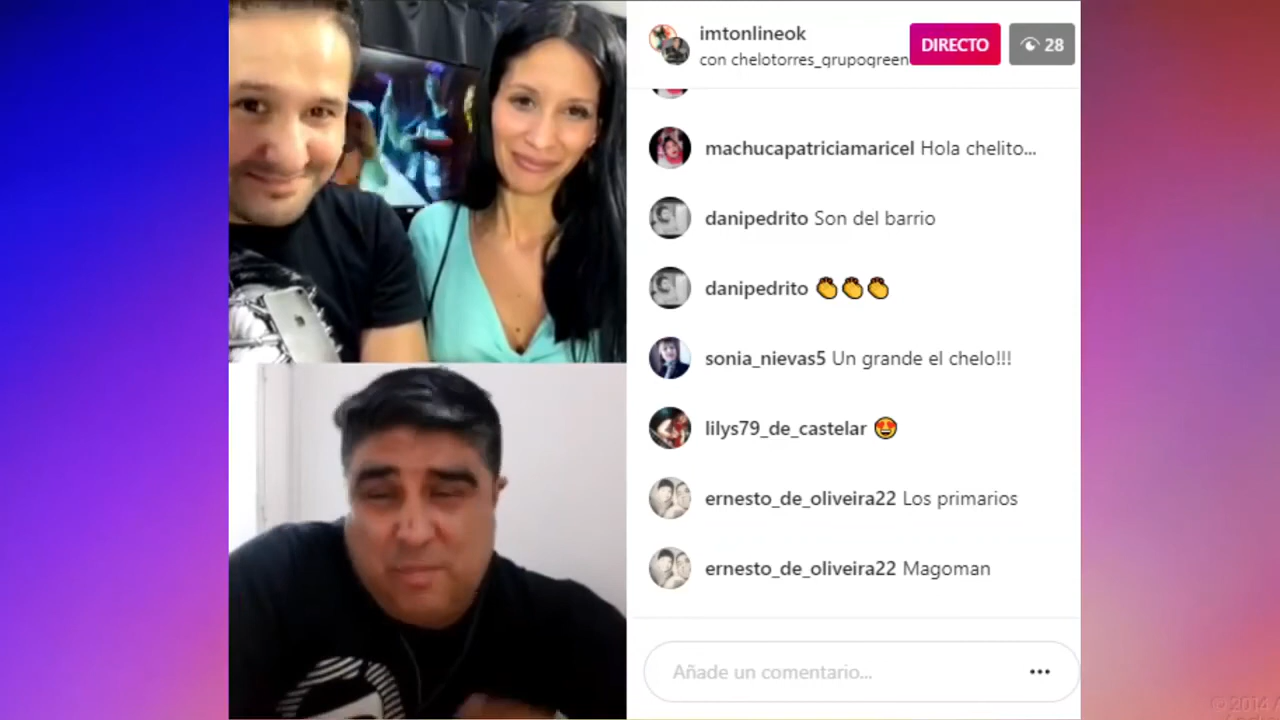 imtonlineok
con chelotorres_grupogreen
DIRECTO
28
machucapatriciamaricel Hola chelito...
danipedrito Son del barrio
danipedrito 👏👏👏
sonia_nievas5 Un grande el chelo!!!
lilys79_de_castelar 😍
ernesto_de_oliveira22 Los primarios
ernesto_de_oliveira22 Magoman
Añade un comentario...
© 2014